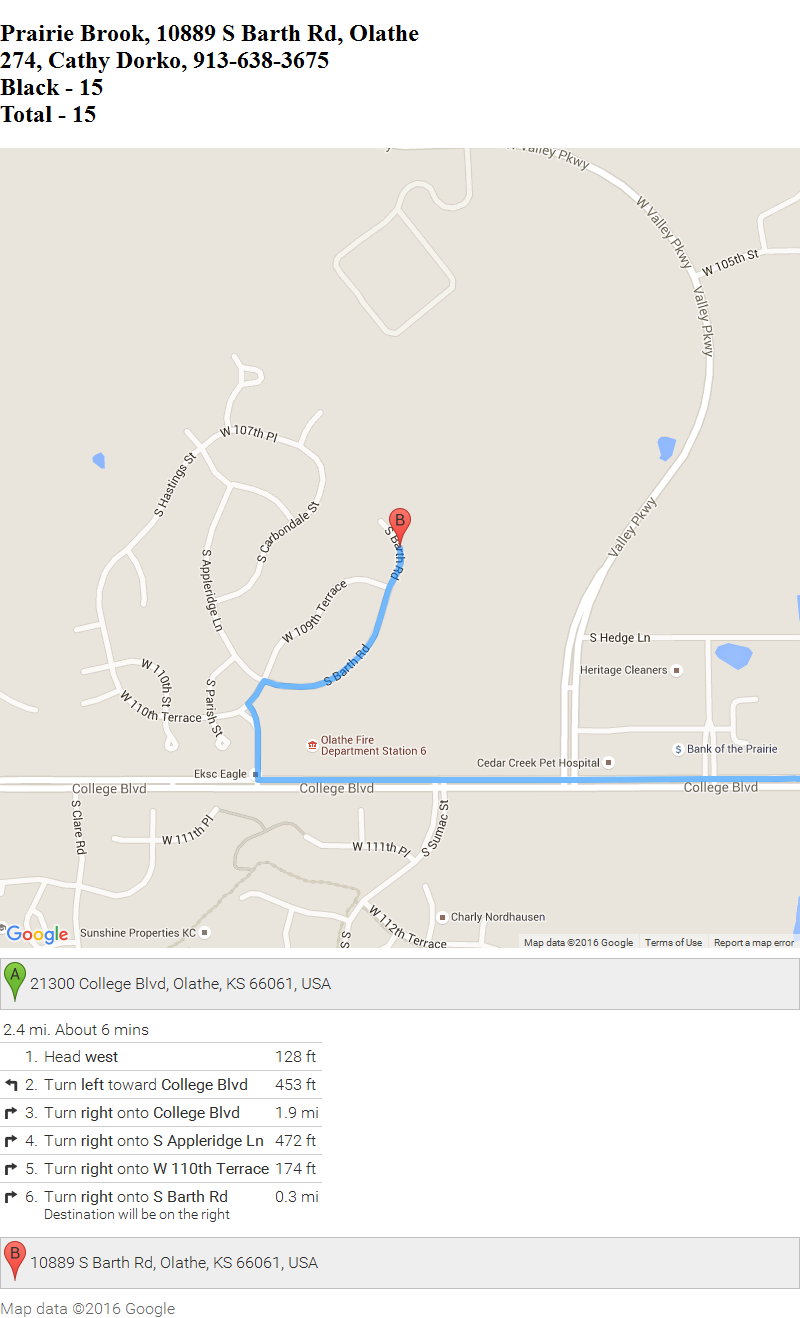 Prairie Brook, 10889 S Barth Rd, Olathe
274, Cathy Dorko, 913-638-3675
Black - 15
Total - 15
Valley Pkwy
W Valley Pkwy
W 105th St
Valley Pkwy
W 107th Pl
S Hastings St
S Carbondale St
B
S Barth Rd
Valley Pkwy
S Appleridge Ln
W 109th Terrace
S Hedge Ln
S Barth Rd
Heritage Cleaners
W 110th St
S Parish St
W 110th Terrace
Olathe Fire
Department Station 6
Bank of the Prairie
Cedar Creek Pet Hospital
Eksc Eagle
College Blvd
College Blvd
College Blvd
S Clare Rd
W 111th Pl
S Sumac St
W 111th Pl
W 112th Terrace
Charly Nordhausen
Sunshine Properties KC
S S
Google
Map data ©2016 Google
Terms of Use
Report a map error
A
21300 College Blvd, Olathe, KS 66061, USA
2.4 mi. About 6 mins
1. Head west 128 ft
2. Turn left toward College Blvd 453 ft
3. Turn right onto College Blvd 1.9 mi
4. Turn right onto S Appleridge Ln 472 ft
5. Turn right onto W 110th Terrace 174 ft
6. Turn right onto S Barth Rd 0.3 mi
Destination will be on the right
B
10889 S Barth Rd, Olathe, KS 66061, USA
Map data ©2016 Google